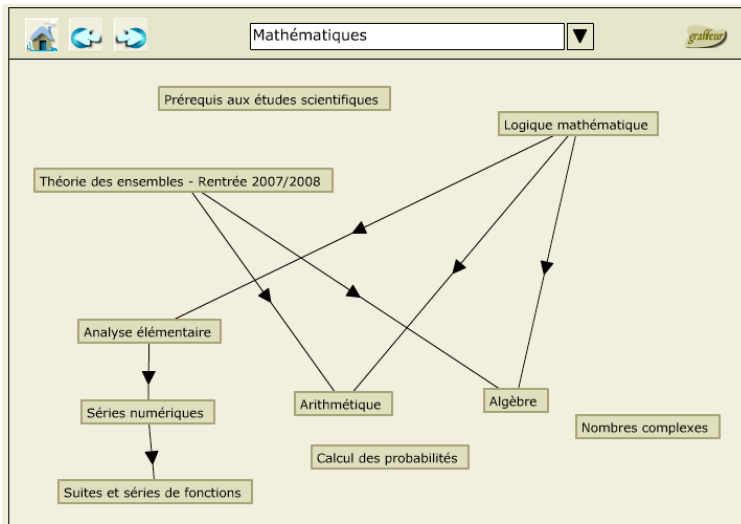 Mathématiques
graffeur
Prérequis aux études scientifiques
Logique mathématique
Théorie des ensembles - Rentrée 2007/2008
Analyse élémentaire
Séries numériques
Arithmétique
Algèbre
Nombres complexes
Calcul des probabilités
Suites et séries de fonctions